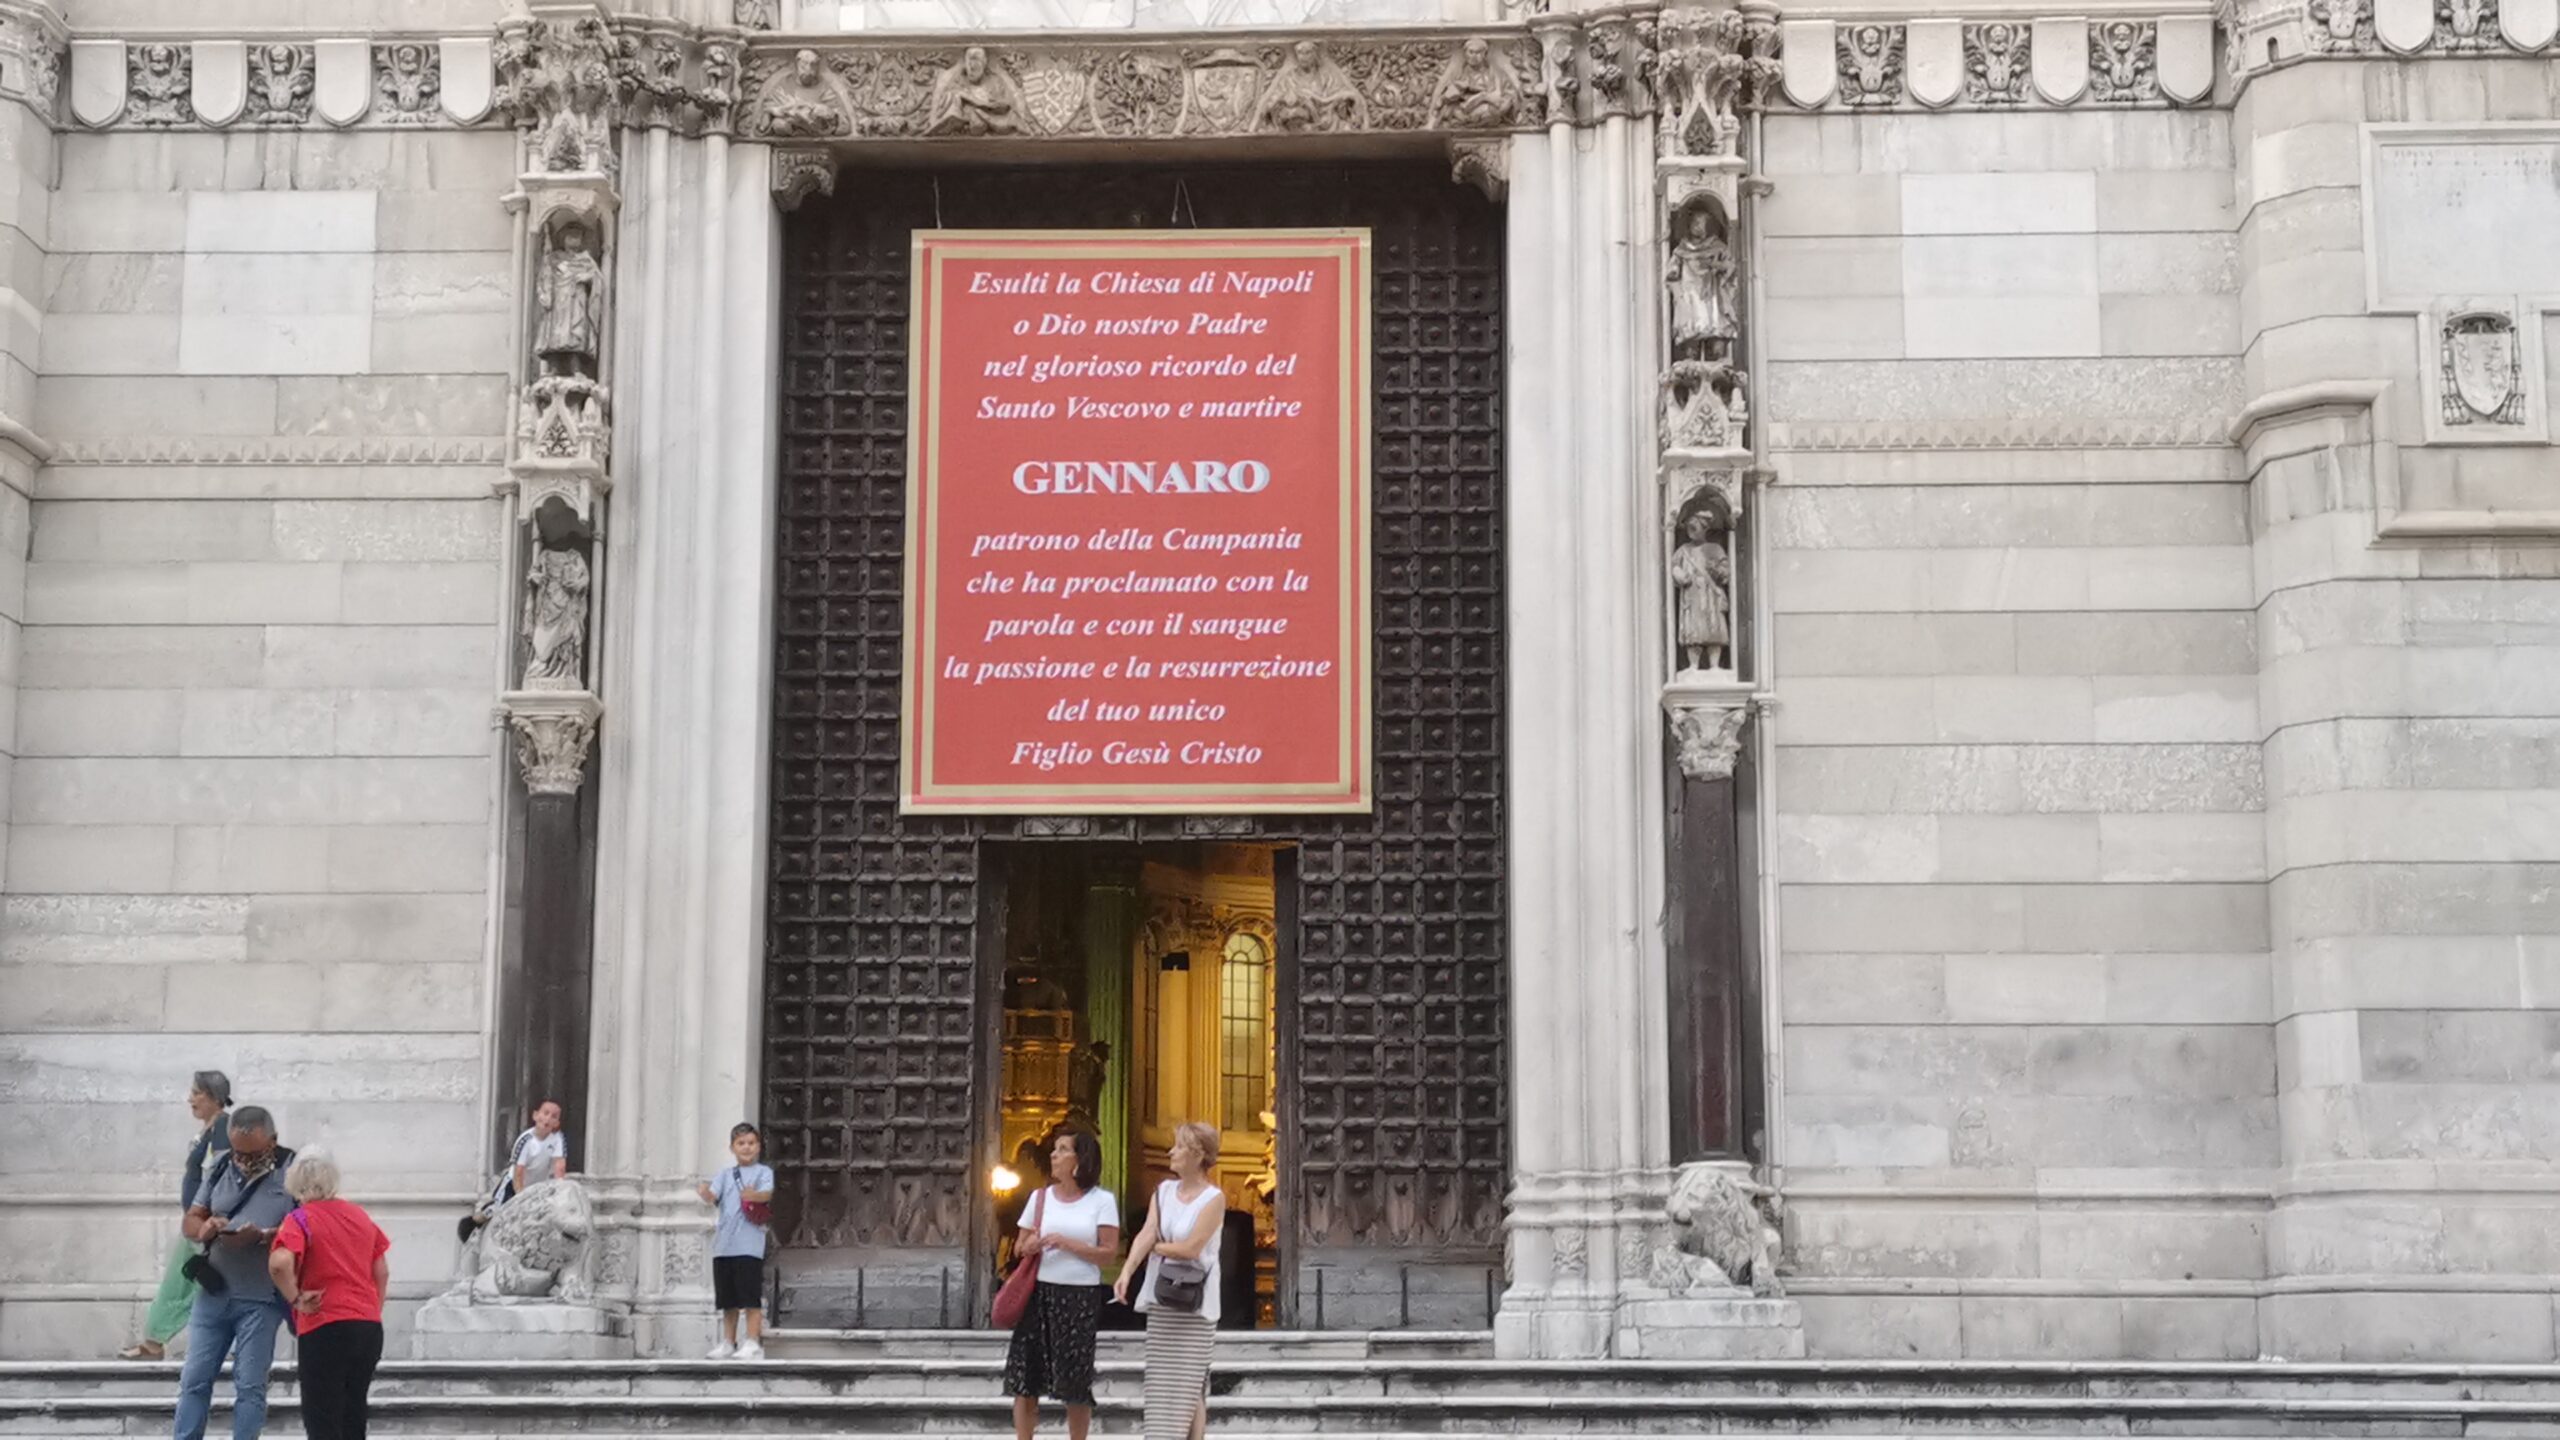 Esulti la Chiesa di Napoli
o Dio nostro Padre
nel glorioso ricordo del
Santo Vescovo e martire
GENNARO
patrono della Campania
che ha proclamato con la
parola e con il sangue
la passione e la resurrezione
del tuo unico
Figlio Gesù Cristo